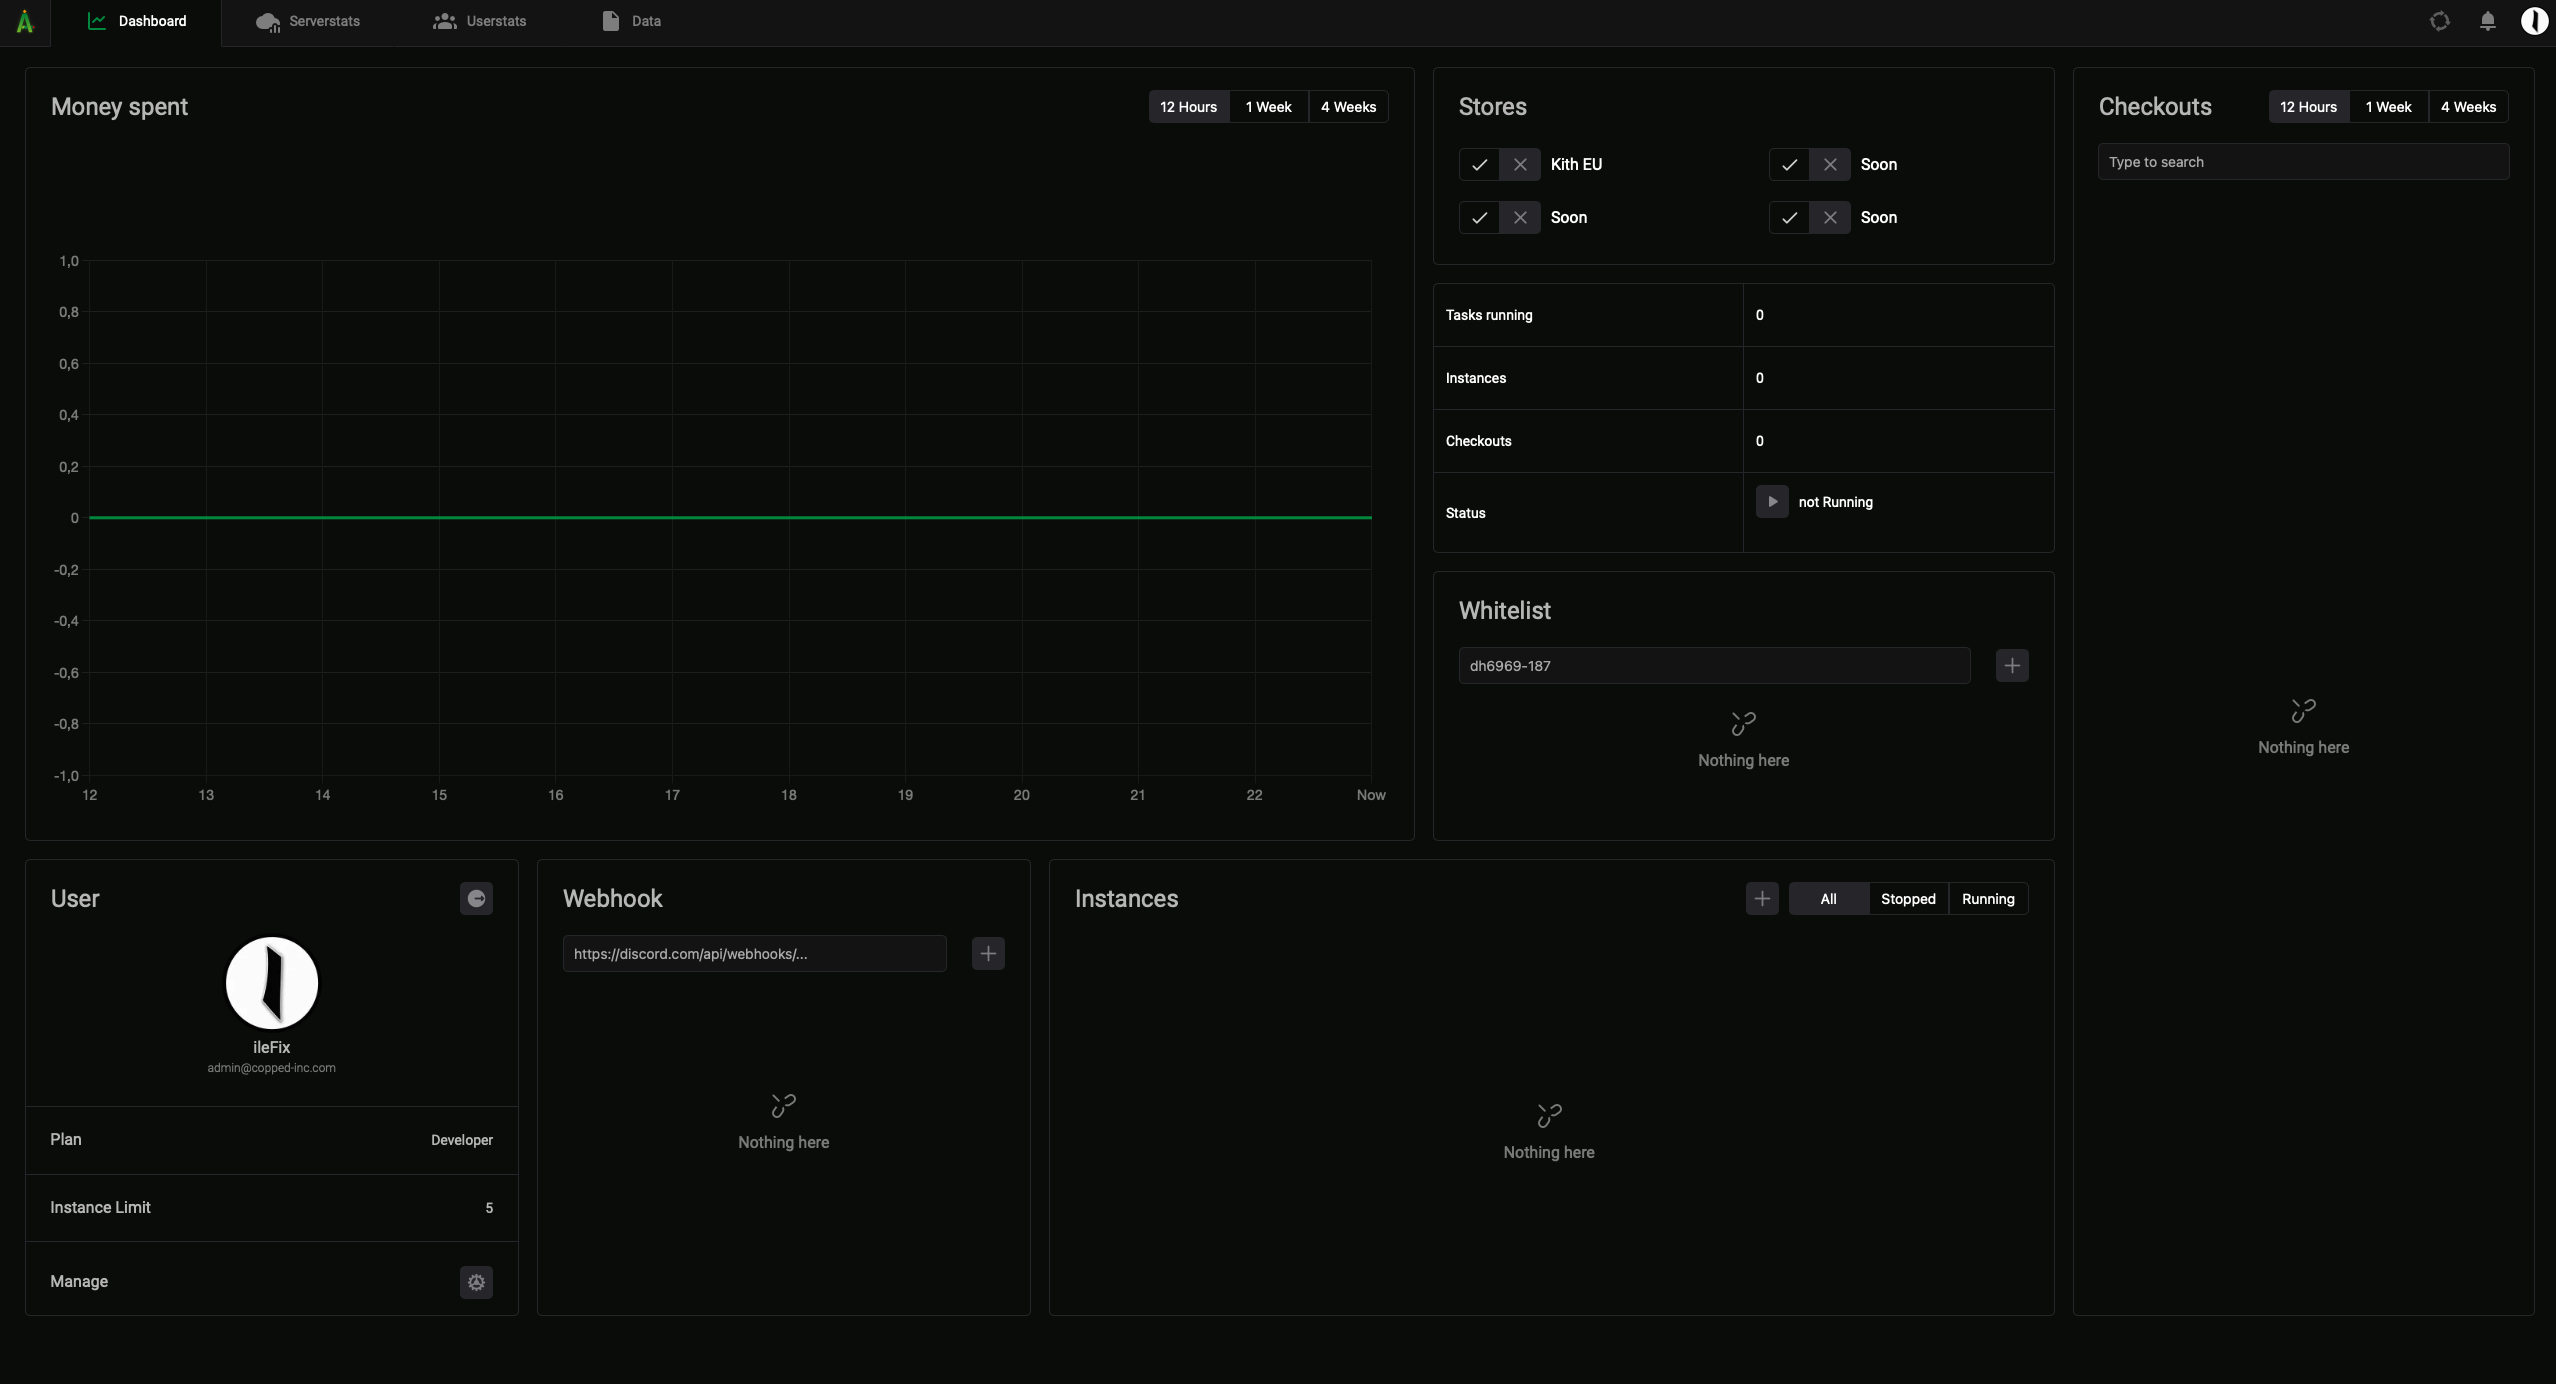 Dashboard
Serverstats
Userstats
Data
Money spent
12 Hours
1 Week
4 Weeks
1,0
0,8
0,6
0,4
0,2
0
-0,2
-0,4
-0,6
-0,8
-1,0
12
13
14
15
16
17
18
19
20
21
22
Now
Stores
Kith EU
Soon
Soon
Soon
Tasks running
0
Instances
0
Checkouts
0
Status
not Running
Whitelist
dh6969-187
Nothing here
Checkouts
12 Hours
1 Week
4 Weeks
Type to search
Nothing here
User
ileFix
admin@copped-inc.com
Plan
Developer
Instance Limit
5
Manage
Webhook
https://discord.com/api/webhooks/...
Nothing here
Instances
All
Stopped
Running
Nothing here